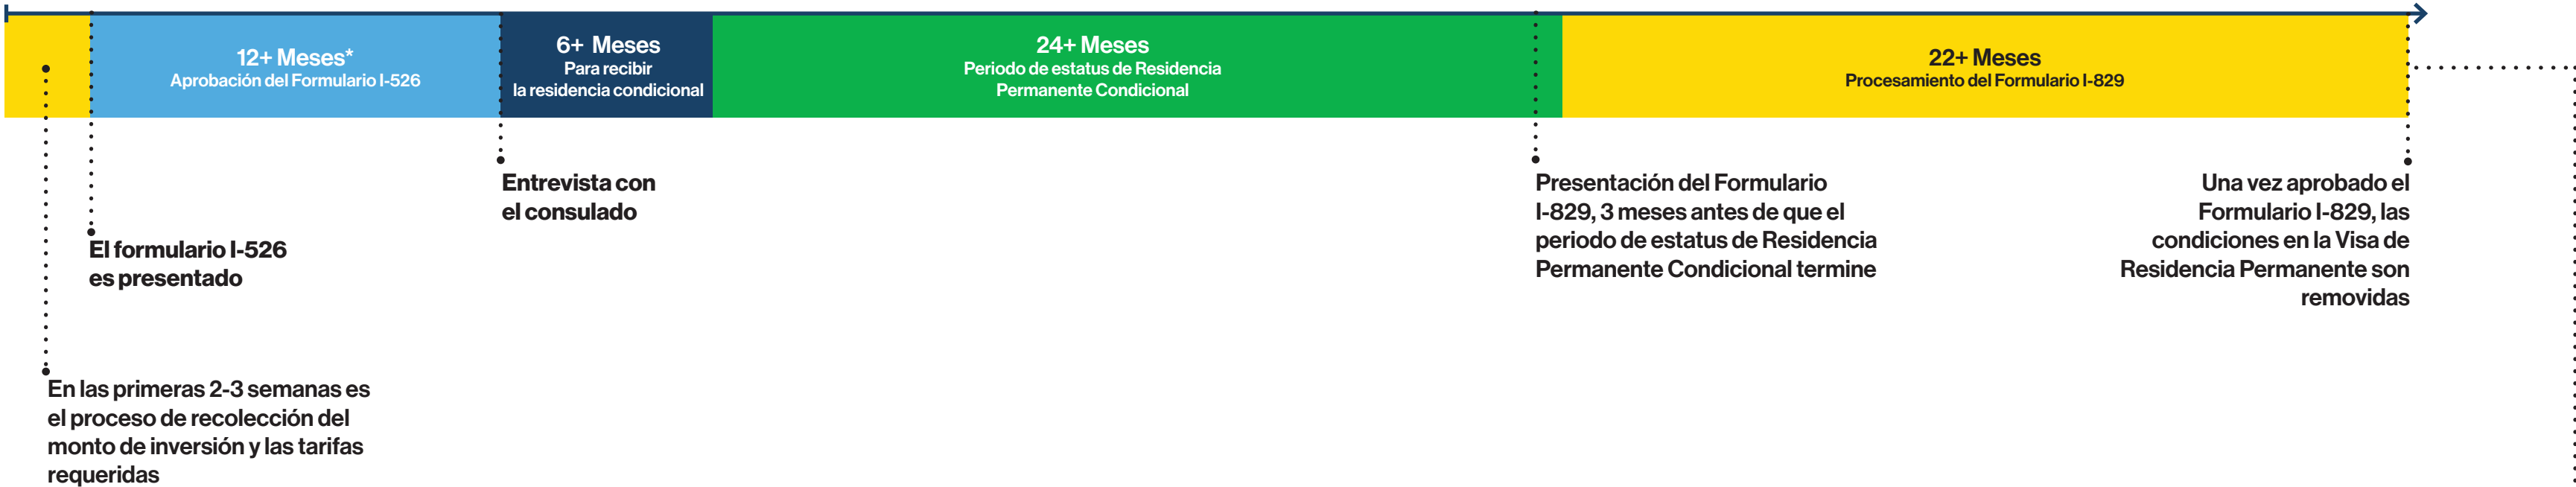 12+ Meses*
Aprobación del Formulario I-526
6+ Meses
Para recibir
la residencia condicional
24+ Meses
Periodo de estatus de Residencia
Permanente Condicional
22+ Meses
Procesamiento del Formulario I-829
Entrevista con
el consulado
Presentación del Formulario
I-829, 3 meses antes de que el
periodo de estatus de Residencia
Permanente Condicional termine
Una vez aprobado el
Formulario I-829, las
condiciones en la Visa de
Residencia Permanente son
removidas
El formulario I-526
es presentado
En las primeras 2-3 semanas es
el proceso de recolección del
monto de inversión y las tarifas
requeridas